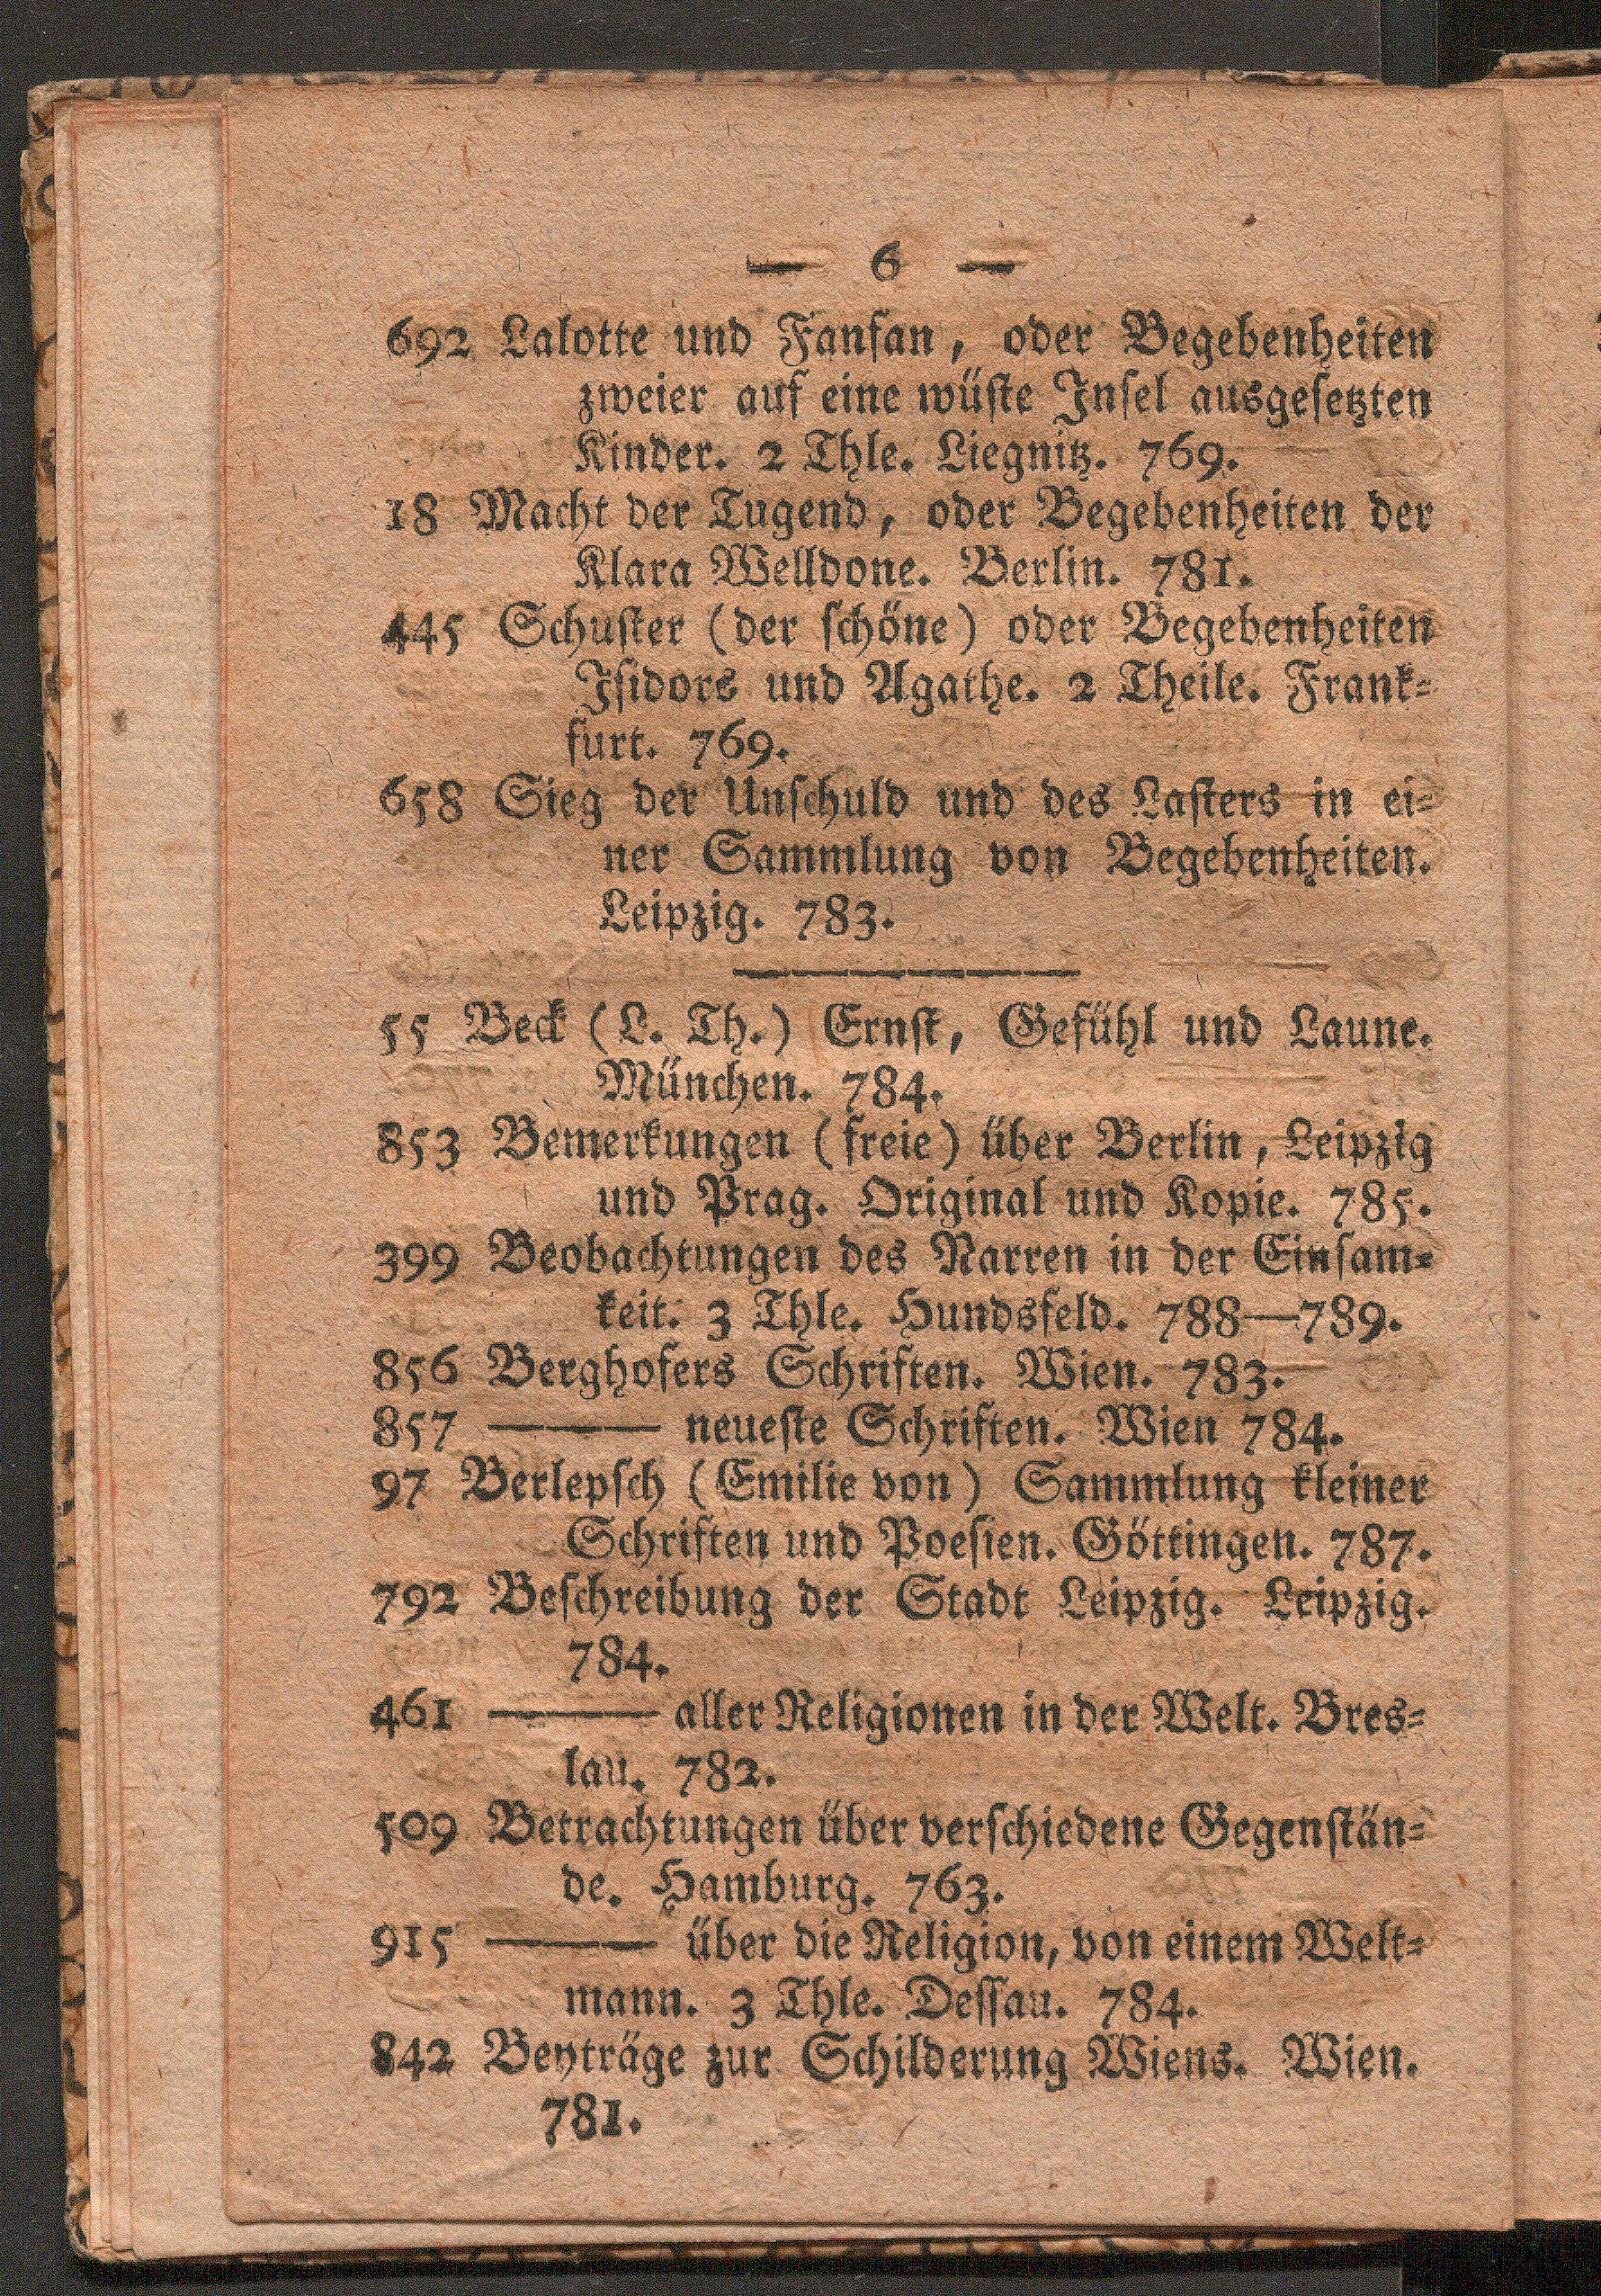 — 6 —
692 Lalotte und Fanfan, oder Begebenheiten
zweier auf eine wüſte Inſel ausgeſetzten
Kinder. 2 Thle. Liegnitz. 769.
18 Macht der Tugend, oder Begebenheiten der
Klara Welldone. Berlin. 781.
445 Schuſter (der ſchöne) oder Begebenheiten
Iſidors und Agathe. 2 Theile. Frank-
furt. 769.
658 Sieg der Unſchuld und des Laſters in ei-
ner Sammlung von Begebenheiten.
Leipzig. 783.
55 Beck (L. Th.) Ernſt, Gefühl und Laune.
München. 784.
853 Bemerkungen (freie) über Berlin, Leipzig
und Prag. Original und Kopie. 785.
399 Beobachtungen des Narren in der Einſam-
keit. 3 Thle. Hundsfeld. 788—789.
856 Berghofers Schriften. Wien. 783.
857 ——— neueſte Schriften. Wien 784.
97 Berlepſch (Emilie von) Sammlung kleiner
Schriften und Poeſien. Göttingen. 787.
792 Beſchreibung der Stadt Leipzig. Leipzig.
784.
461 ——— aller Religionen in der Welt. Bres-
lau. 782.
509 Betrachtungen über verſchiedene Gegenſtän-
de. Hamburg. 763.
915 ——— über die Religion, von einem Welt-
mann. 3 Thle. Deſſau. 784.
842 Beyträge zur Schilderung Wiens. Wien.
781.